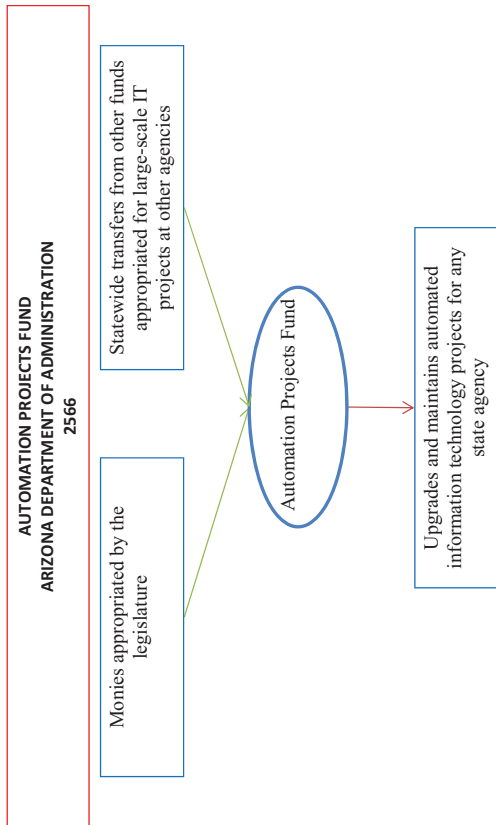 AUTOMATION PROJECTS FUND
ARIZONA DEPARTMENT OF ADMINISTRATION
2566
Monies appropriated by the
legislature
Statewide transfers from other funds
appropriated for large-scale IT
projects at other agencies
Automation Projects Fund
Upgrades and maintains automated
information technology projects for any
state agency